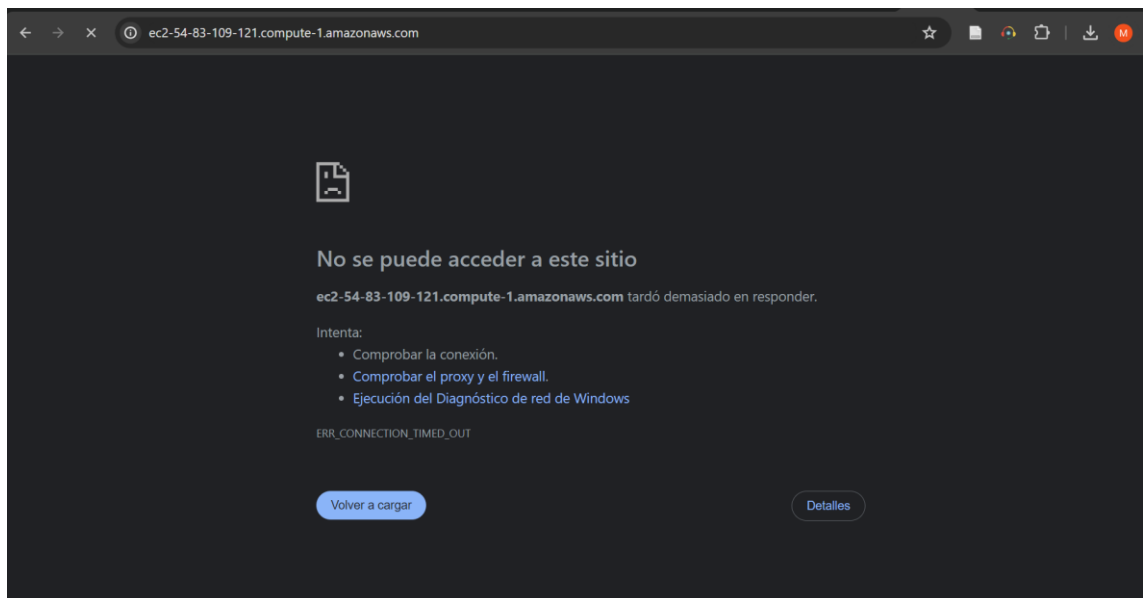 ec2-54-83-109-121.compute-1.amazonaws.com
M
No se puede acceder a este sitio
ec2-54-83-109-121.compute-1.amazonaws.com tardó demasiado en responder.
Intenta:
• Comprobar la conexión.
• Comprobar el proxy y el firewall.
• Ejecución del Diagnóstico de red de Windows
ERR_CONNECTION_TIMED_OUT
Volver a cargar
Detalles